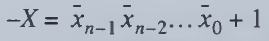 –X = x̄ₙ₋₁ x̄ₙ₋₂… x̄₀ + 1